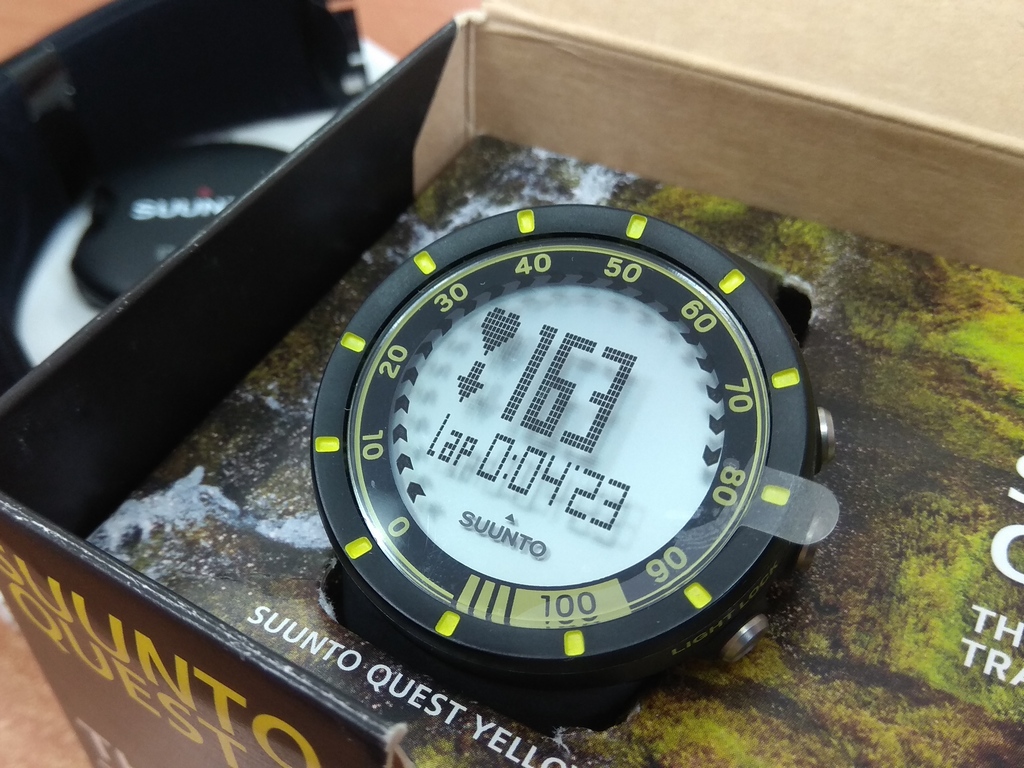 SUUN
40 50
30 60
20 70
10 80
0 90
100
163
Lap 0:04'23
SUUNTO
LIGHT LOCK
SUUNTO QUEST YELLO
SUUNTO
QUEST
TH
TRA